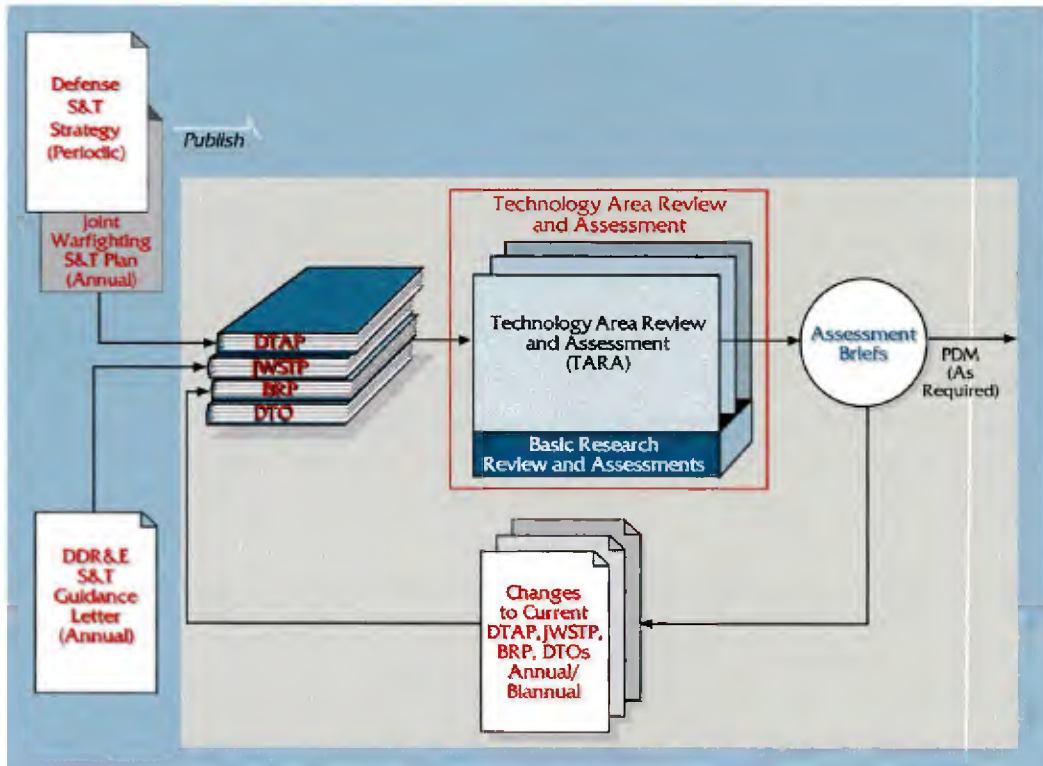 Defense
S&T
Strategy
(Periodic)
Publish
Joint
Warfighting
S&T Plan
(Annual)
Technology Area Review
and Assessment
DTAP
JWSTP
BRP
DTO
Technology Area Review
and Assessment
(TARA)
Basic Research
Review and Assessments
Assessment
Briefs
PDM
(As
Required)
DDR&E
S&T
Guidance
Letter
(Annual)
Changes
to Current
DTAP, JWSTP,
BRP, DTOs
Annual/
Biannual